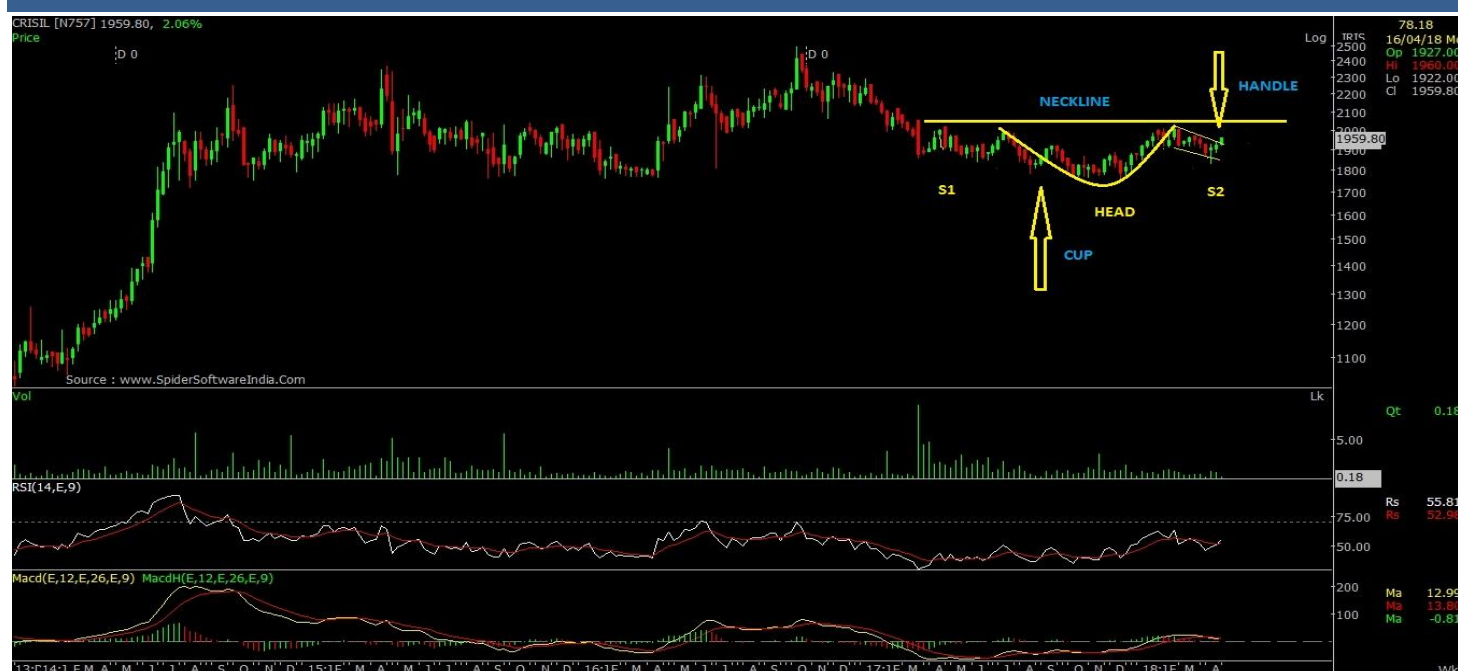 CRISIL [N757] 1959.80, 2.06%
Price
D 0
D 0
Log
78.18
16/04/18
Op 1927.00
Hi 1960.00
Lo 1922.00
Cl 1959.80
2500
2400
2300
2200
2100
2000
1959.80
1900
1800
1700
1600
1500
1400
1300
1200
1100
HANDLE
NECKLINE
S1
S2
HEAD
CUP
Source : www.SpiderSoftwareIndia.Com
Vol
Lk
Qt 0.18
5.00
0.18
RSI(14,E,9)
75.00
50.00
Rs 55.81
Rs 52.98
Macd(E,12,E,26,E,9) MacdH(E,12,E,26,E,9)
200
100
Ma 12.99
Ma 13.80
Ma -0.81